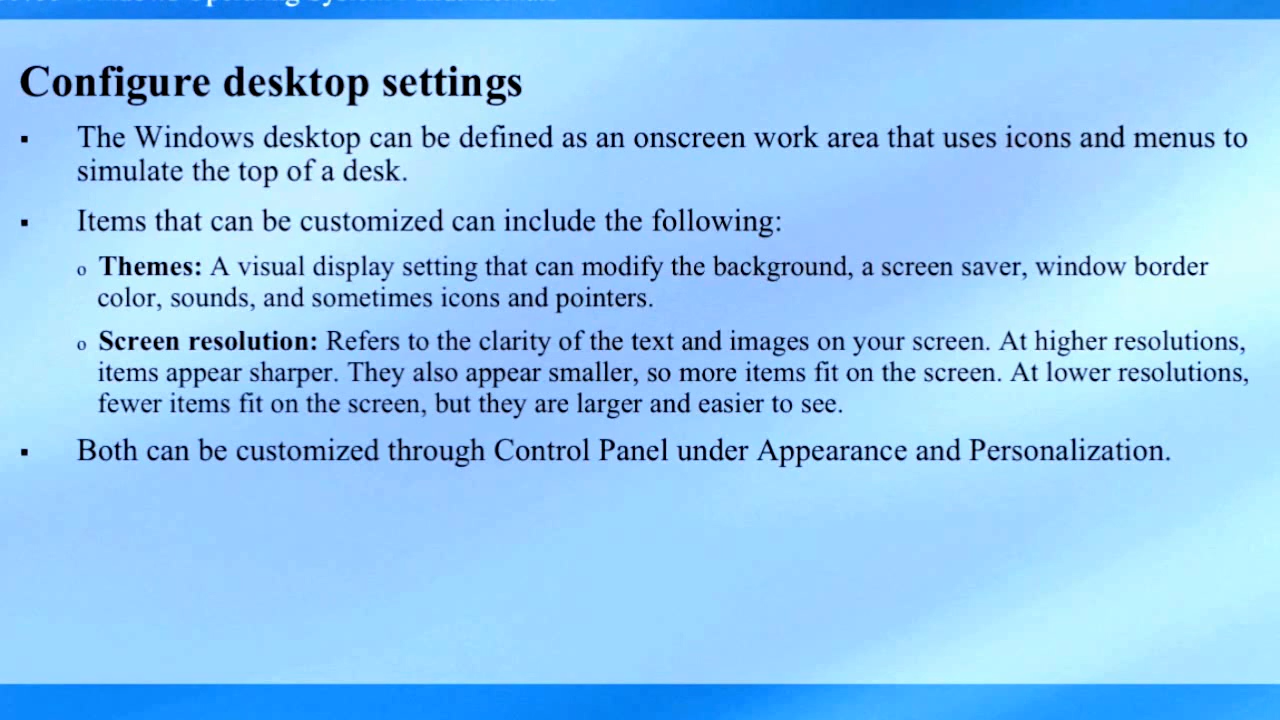 Configure desktop settings
▪ The Windows desktop can be defined as an onscreen work area that uses icons and menus to
simulate the top of a desk.
▪ Items that can be customized can include the following:
o Themes: A visual display setting that can modify the background, a screen saver, window border
color, sounds, and sometimes icons and pointers.
o Screen resolution: Refers to the clarity of the text and images on your screen. At higher resolutions,
items appear sharper. They also appear smaller, so more items fit on the screen. At lower resolutions,
fewer items fit on the screen, but they are larger and easier to see.
▪ Both can be customized through Control Panel under Appearance and Personalization.